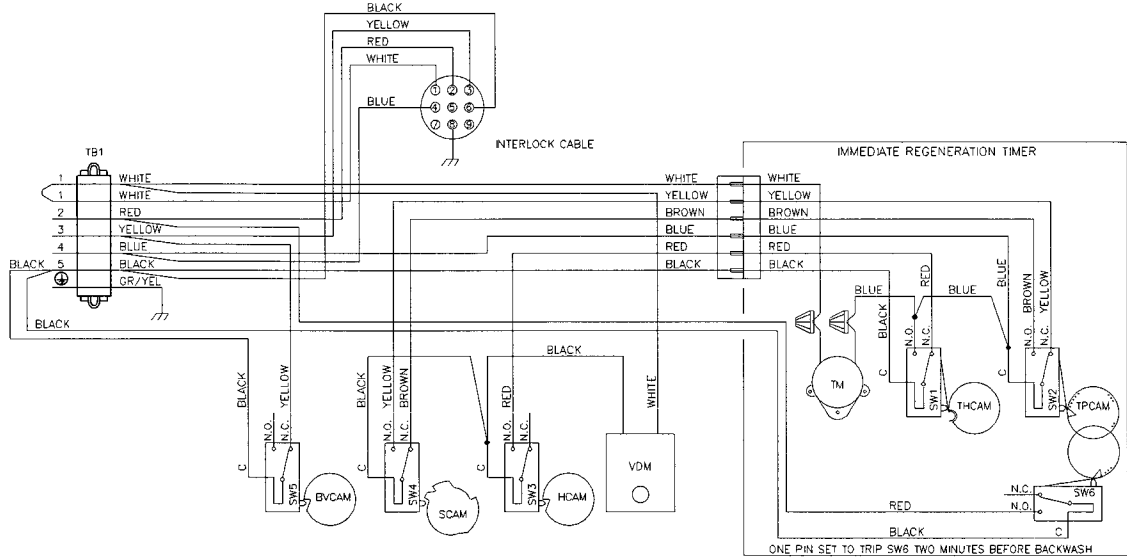 BLACK
YELLOW
RED
WHITE
1 2 3
BLUE
4 5 6
7 8 9
INTERLOCK CABLE
IMMEDIATE REGENERATION TIMER
TB1
1 WHITE WHITE WHITE
1 WHITE YELLOW YELLOW
2 RED BROWN BROWN
3 YELLOW BLUE BLUE
4 BLUE RED RED
BLACK 5 BLACK BLACK BLACK
GR/YEL
BLACK
BLUE
BLACK
RED
BLUE
BLUE
BROWN
YELLOW
N.O.
N.C.
N.O.
N.C.
C
C
TM
SW1
THCAM
SW2
TPCAM
BLACK
YELLOW
BLACK
YELLOW
BROWN
BLACK
RED
WHITE
N.O.
N.C.
N.O.
N.C.
N.O.
N.C.
C
C
C
SW5
BVCAM
SW4
SCAM
SW3
HCAM
VDM
N.C.
SW6
RED
N.O.
BLACK
C
ONE PIN SET TO TRIP SW6 TWO MINUTES BEFORE BACKWASH